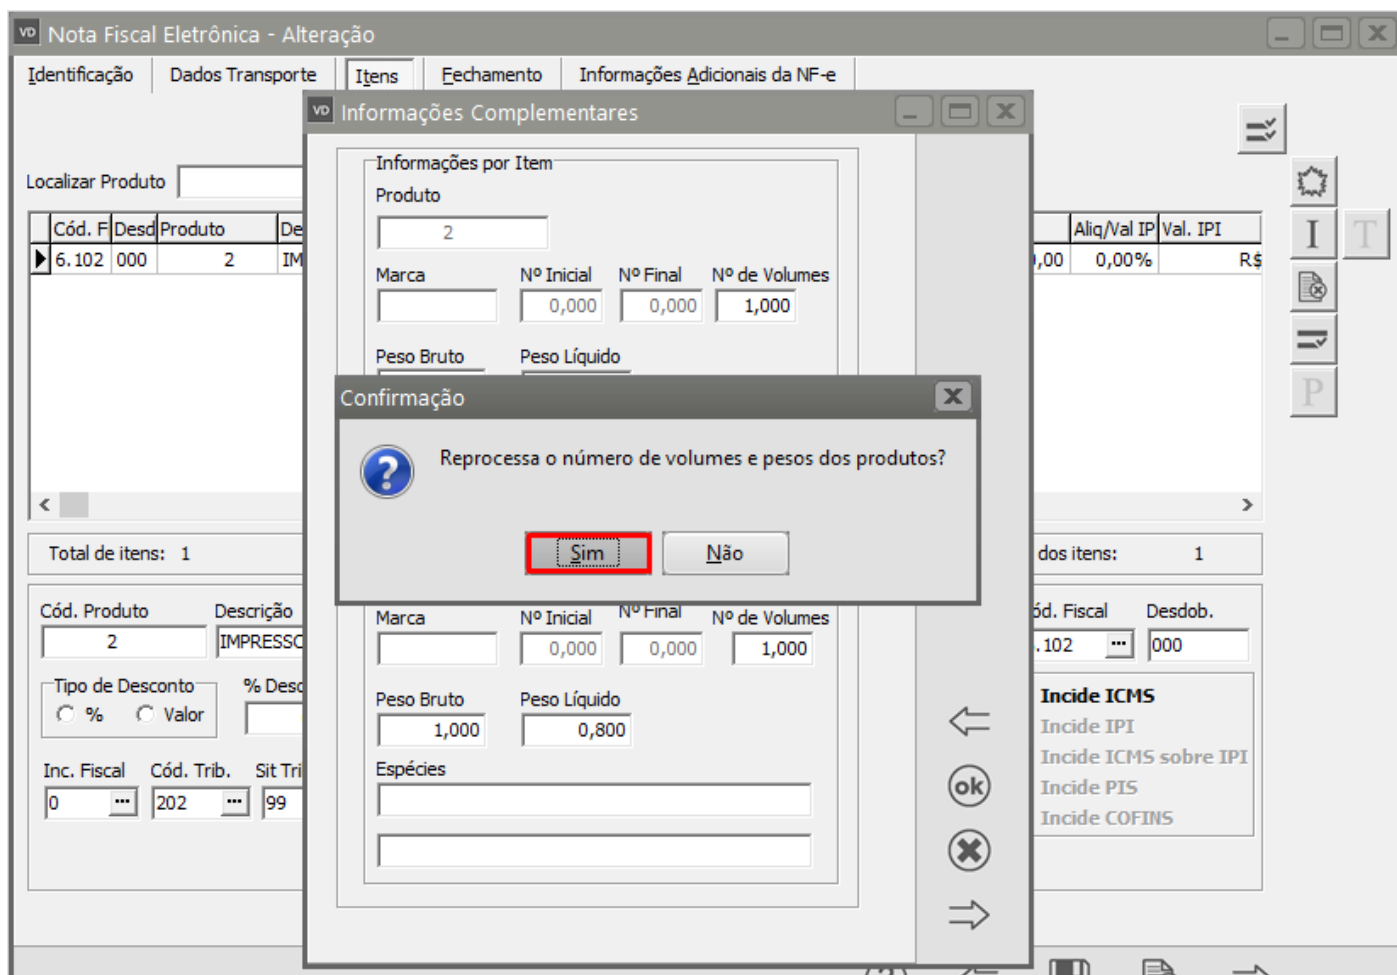 VD Nota Fiscal Eletrônica - Alteração
Identificação Dados Transporte Itens Fechamento Informações Adicionais da NF-e
VD Informações Complementares
Informações por Item
Localizar Produto
Produto
2
Cód. F Desd Produto De Aliq/Val IP Val. IPI
6.102 000 2 IM ,00 0,00% R$
Marca Nº Inicial Nº Final Nº de Volumes
0,000 0,000 1,000
I T
Peso Bruto Peso Líquido
P
Confirmação
Reprocessa o número de volumes e pesos dos produtos?
Sim Não
Total de itens: 1 dos itens: 1
Cód. Produto Descrição Marca Nº Inicial Nº Final Nº de Volumes ód. Fiscal Desdob.
2 IMPRESSO 0,000 0,000 1,000 .102 ... 000
Tipo de Desconto % Desc Peso Bruto Peso Líquido Incide ICMS
% Valor 1,000 0,800 Incide IPI
Incide ICMS sobre IPI
Inc. Fiscal Cód. Trib. Sit Tri Espécies Incide PIS
0 ... 202 ... 99 ok Incide COFINS